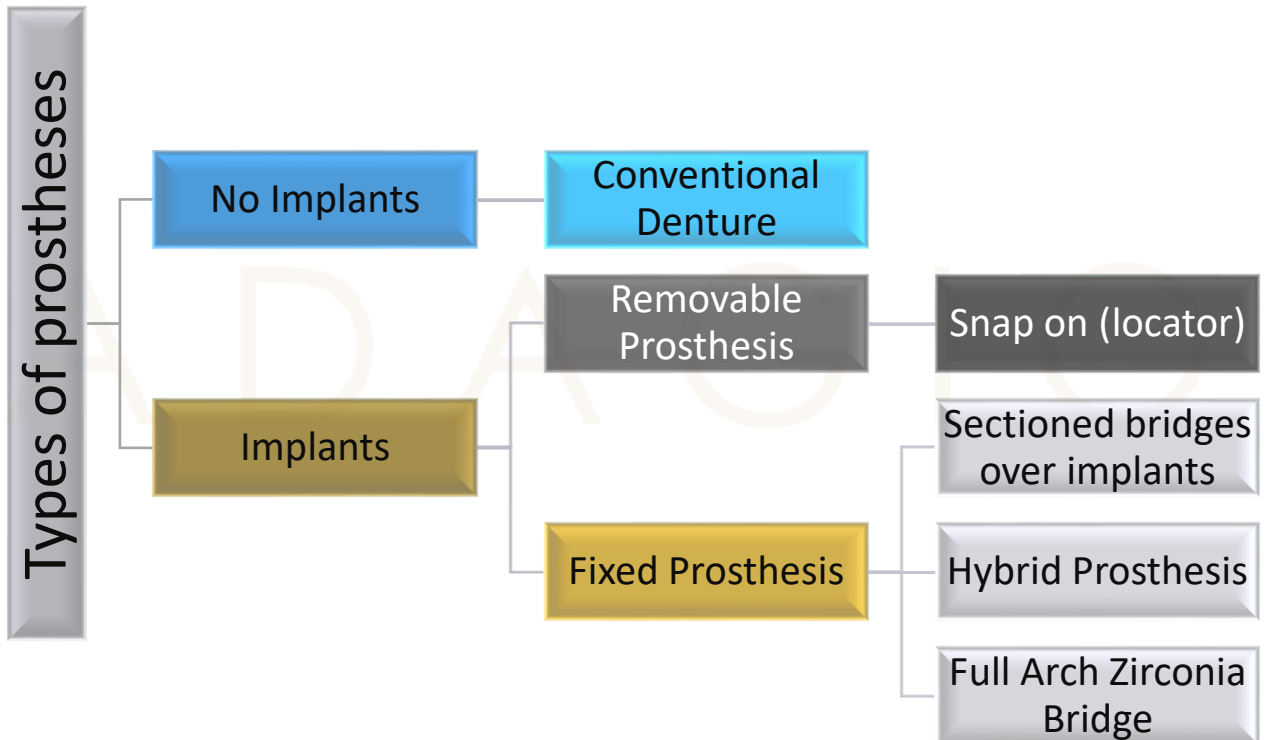 Types of prostheses
No Implants
Conventional
Denture
Implants
Removable
Prosthesis
Snap on (locator)
Fixed Prosthesis
Sectioned bridges
over implants
Hybrid Prosthesis
Full Arch Zirconia
Bridge
ADAGIO